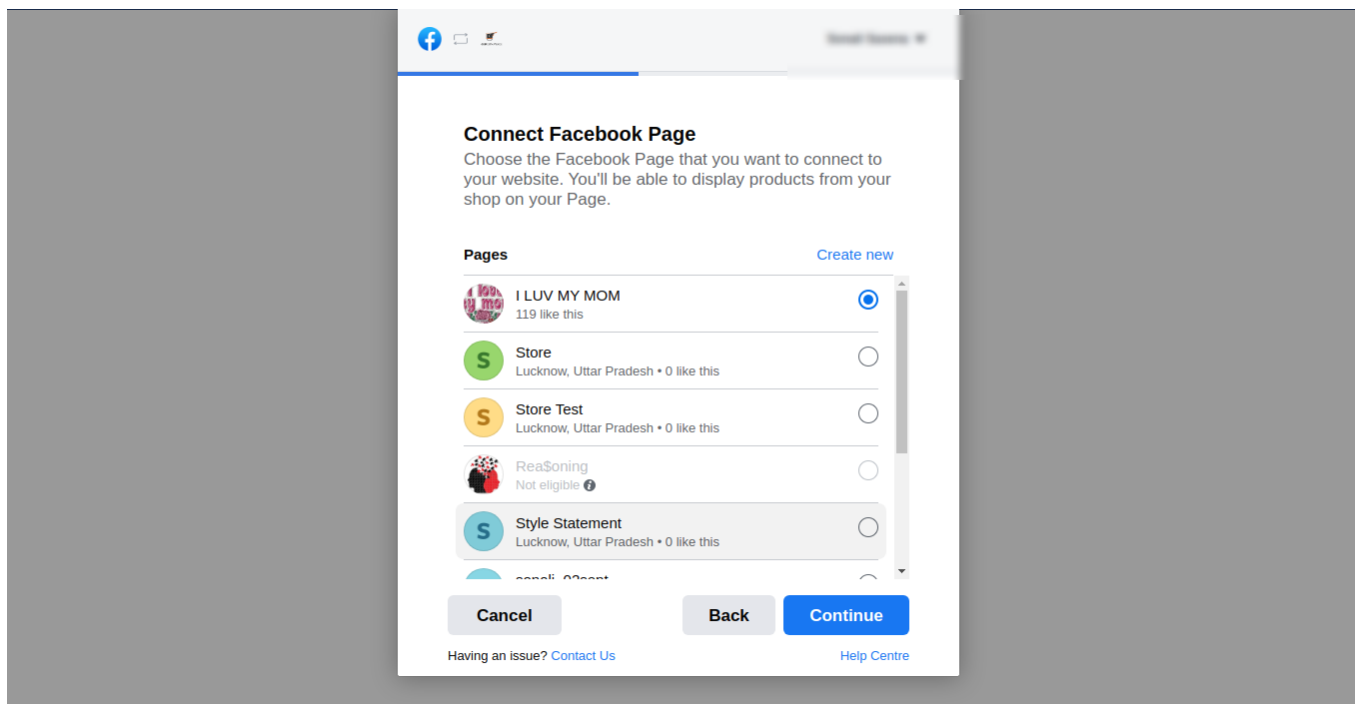 Connect Facebook Page
Choose the Facebook Page that you want to connect to
your website. You'll be able to display products from your
shop on your Page.
Pages
Create new
I LUV MY MOM
119 like this
Store
Lucknow, Uttar Pradesh • 0 like this
Store Test
Lucknow, Uttar Pradesh • 0 like this
Rea$oning
Not eligible
Style Statement
Lucknow, Uttar Pradesh • 0 like this
Cancel
Back
Continue
Having an issue? Contact Us
Help Centre